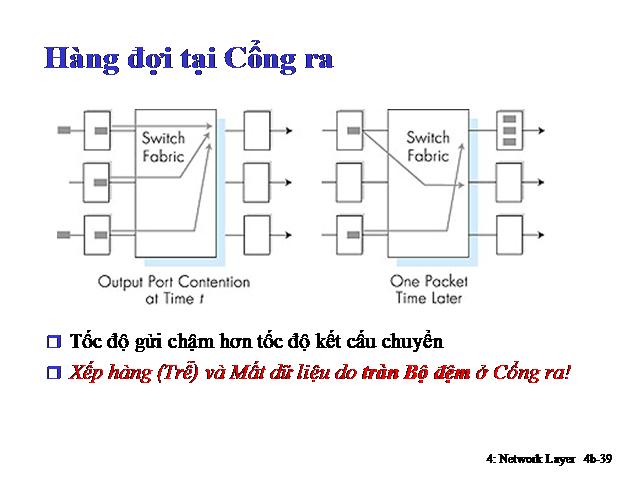 Hàng đợi tại Cổng ra
Switch
Fabric
Switch
Fabric
Output Port Contention
at Time t
One Packet
Time Later
Tốc độ gửi chậm hơn tốc độ kết cấu chuyển
Xếp hàng (Trễ) và Mất dữ liệu do tràn Bộ đệm ở Cổng ra!
4: Network Layer 4b-39